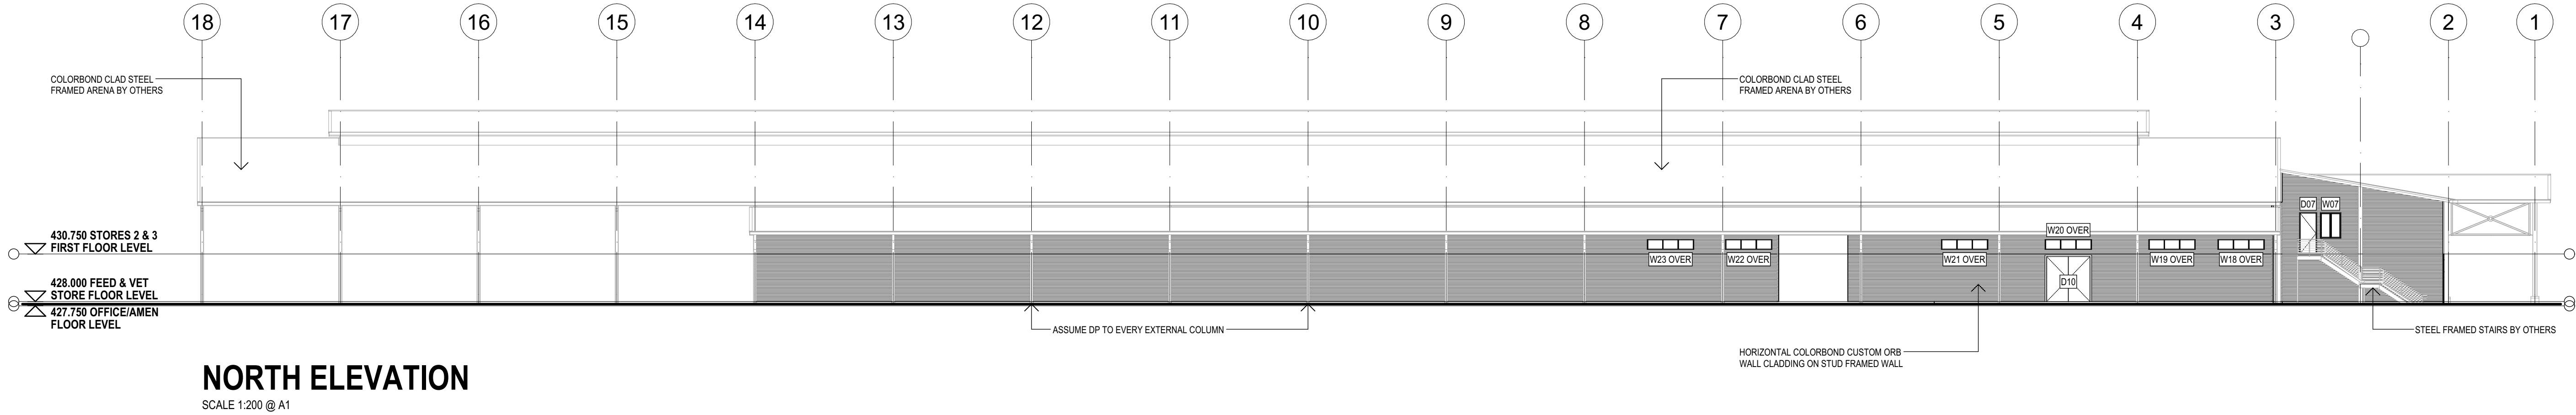 18 17 16 15 14 13 12 11 10 9 8 7 6 5 4 3 2 1
COLORBOND CLAD STEEL
FRAMED ARENA BY OTHERS
COLORBOND CLAD STEEL
FRAMED ARENA BY OTHERS
D07 W07
W20 OVER
430.750 STORES 2 & 3
FIRST FLOOR LEVEL
W23 OVER W22 OVER W21 OVER W19 OVER W18 OVER
D10
428.000 FEED & VET
STORE FLOOR LEVEL
427.750 OFFICE/AMEN
FLOOR LEVEL
ASSUME DP TO EVERY EXTERNAL COLUMN
STEEL FRAMED STAIRS BY OTHERS
HORIZONTAL COLORBOND CUSTOM ORB
WALL CLADDING ON STUD FRAMED WALL
NORTH ELEVATION
SCALE 1:200 @ A1